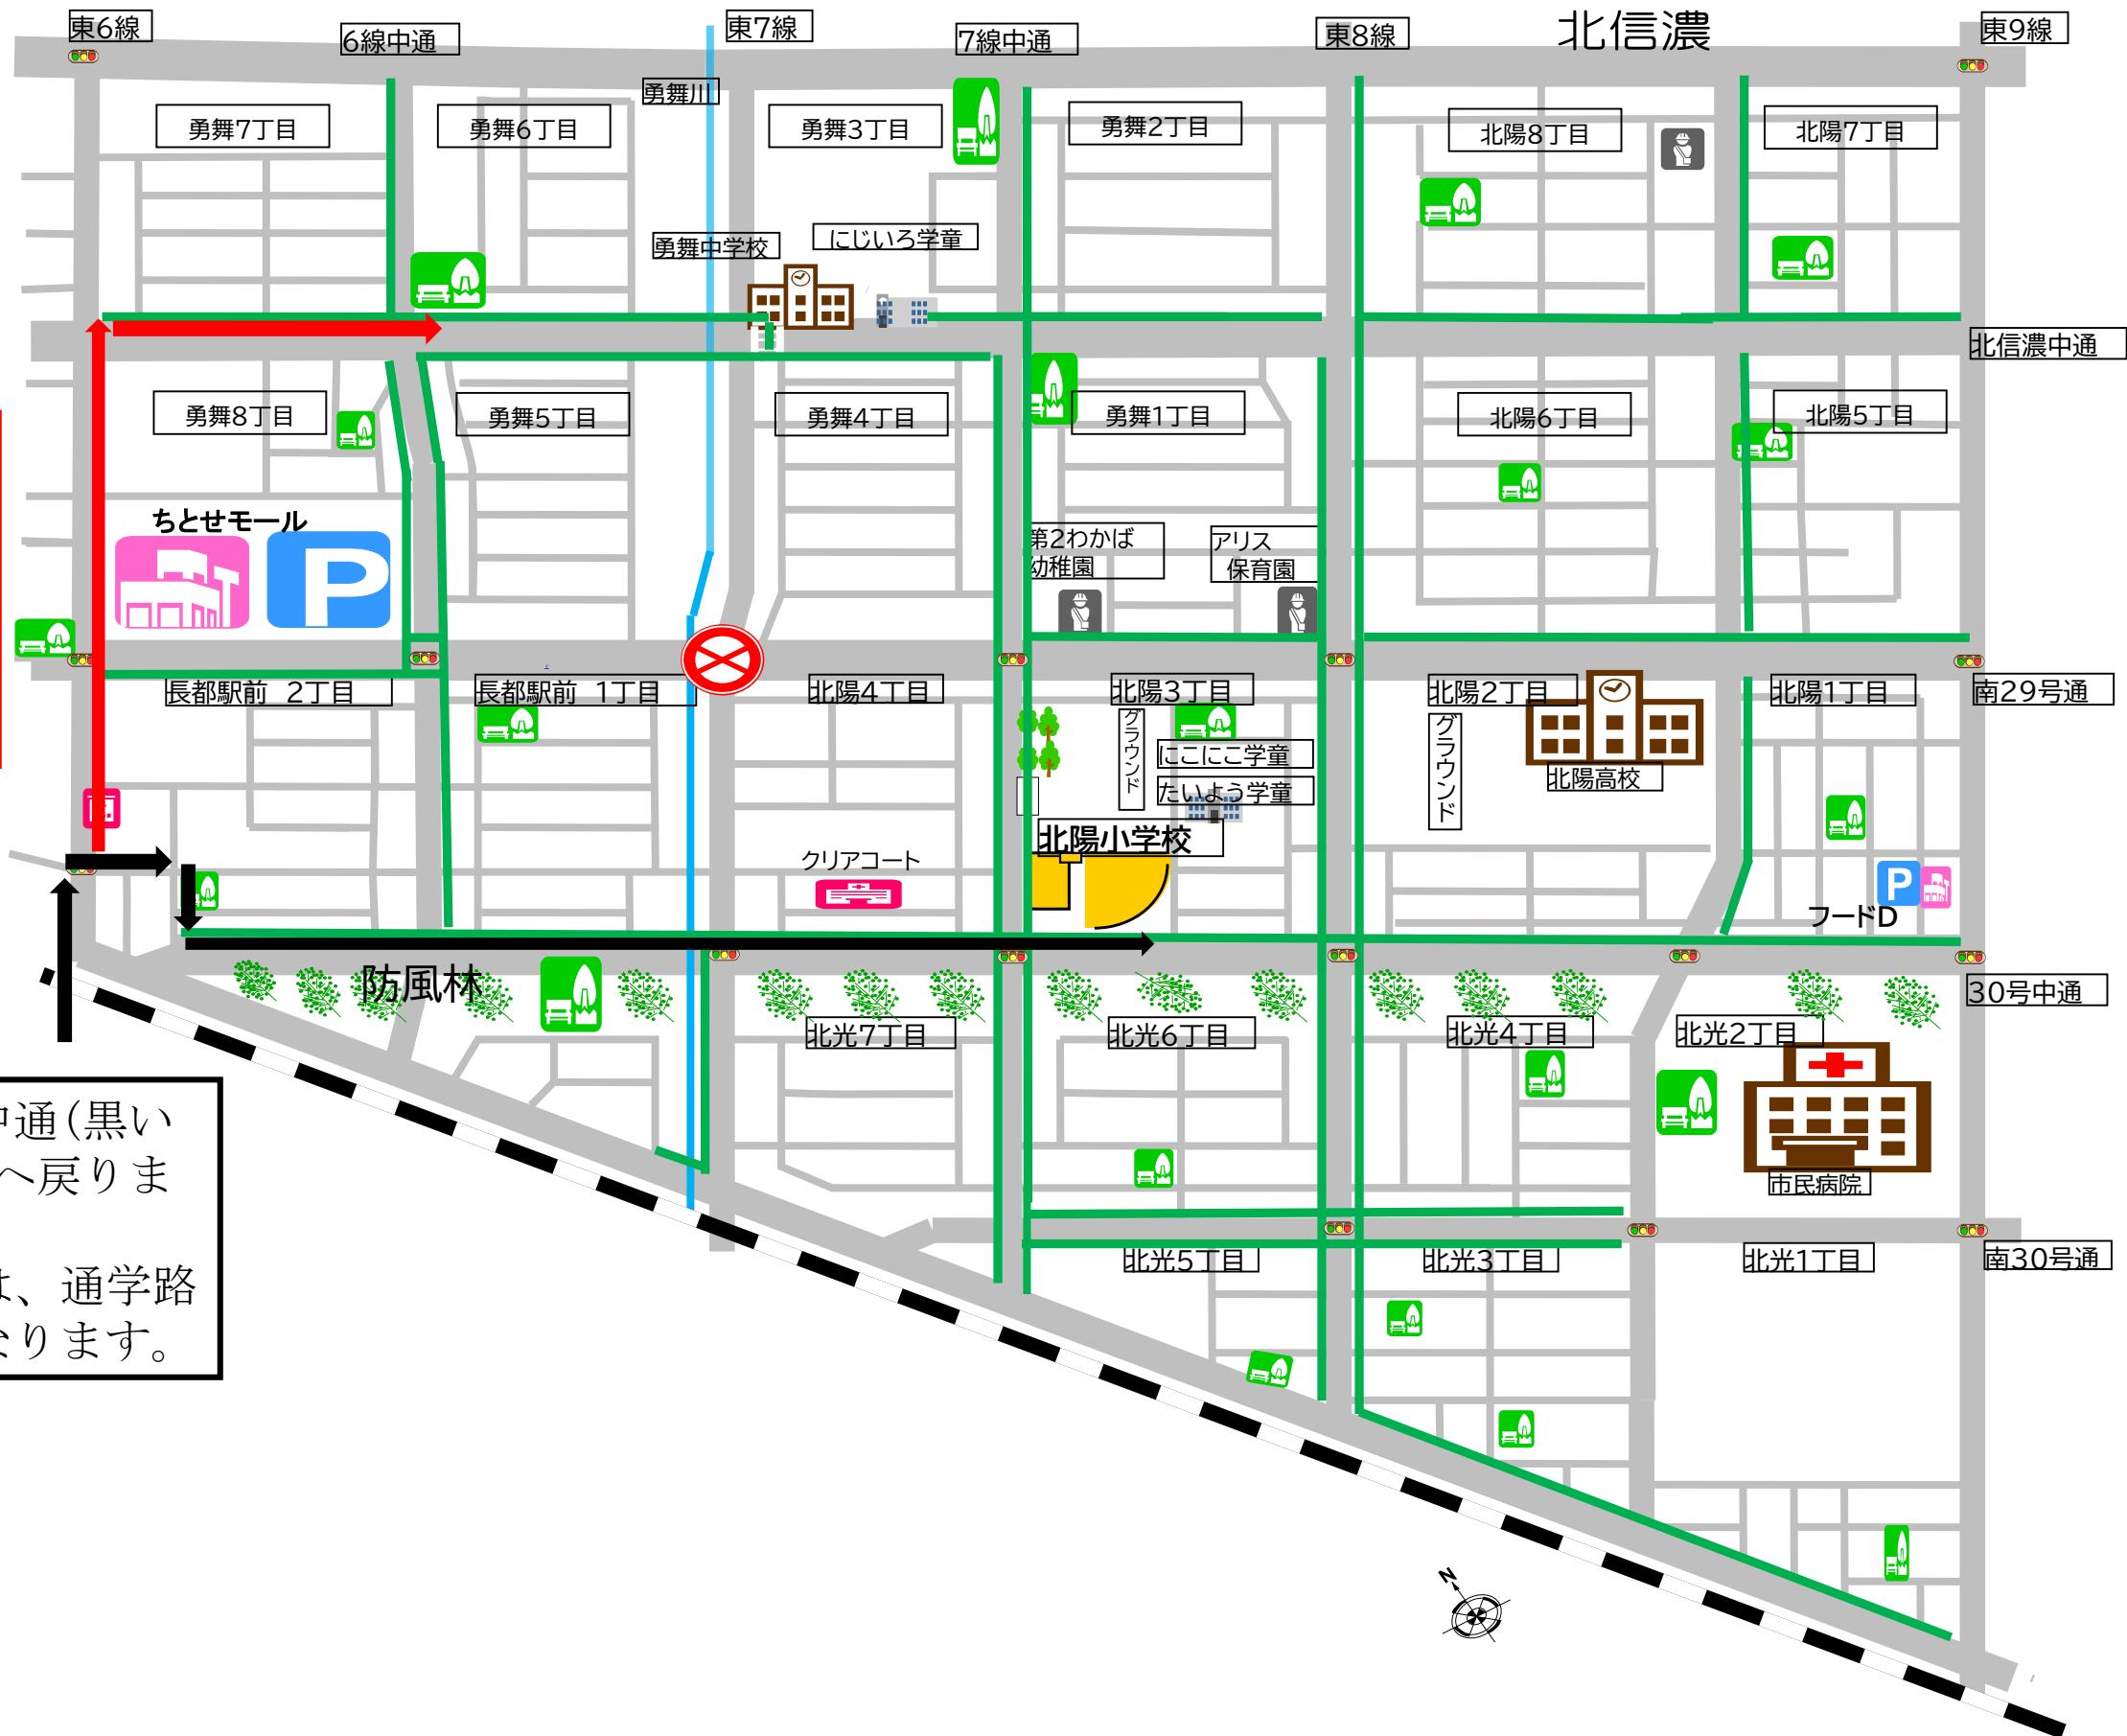 東6線
6線中通
東7線
7線中通
東8線
北信濃
東9線
勇舞川
勇舞7丁目
勇舞6丁目
勇舞3丁目
勇舞2丁目
北陽8丁目
北陽7丁目
勇舞中学校
にじいろ学童
北信濃中通
勇舞8丁目
勇舞5丁目
勇舞4丁目
勇舞1丁目
北陽6丁目
北陽5丁目
ちとせモール
P
第2わかば
幼稚園
アリス
保育園
長都駅前 2丁目
長都駅前 1丁目
北陽4丁目
北陽3丁目
北陽2丁目
北陽1丁目
南29号通
グラウンド
にこにこ学童
たいよう学童
グラウンド
北陽高校
北陽小学校
クリアコート
P
フードD
防風林
30号中通
北光7丁目
北光6丁目
北光4丁目
北光2丁目
市民病院
中通(黒い
へ戻りま
は、通学路
なります。
北光5丁目
北光3丁目
北光1丁目
南30号通
N